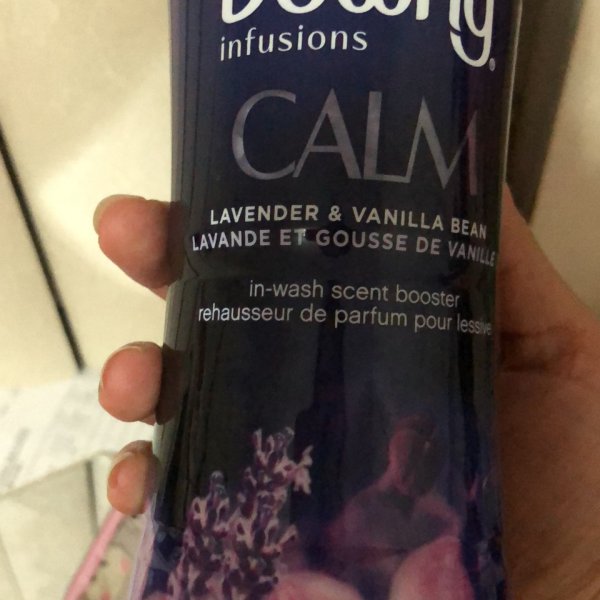 Downy
infusions
CALM
LAVENDER & VANILLA BEAN
LAVANDE ET GOUSSE DE VANILLE
in-wash scent booster
rehausseur de parfum pour lessive